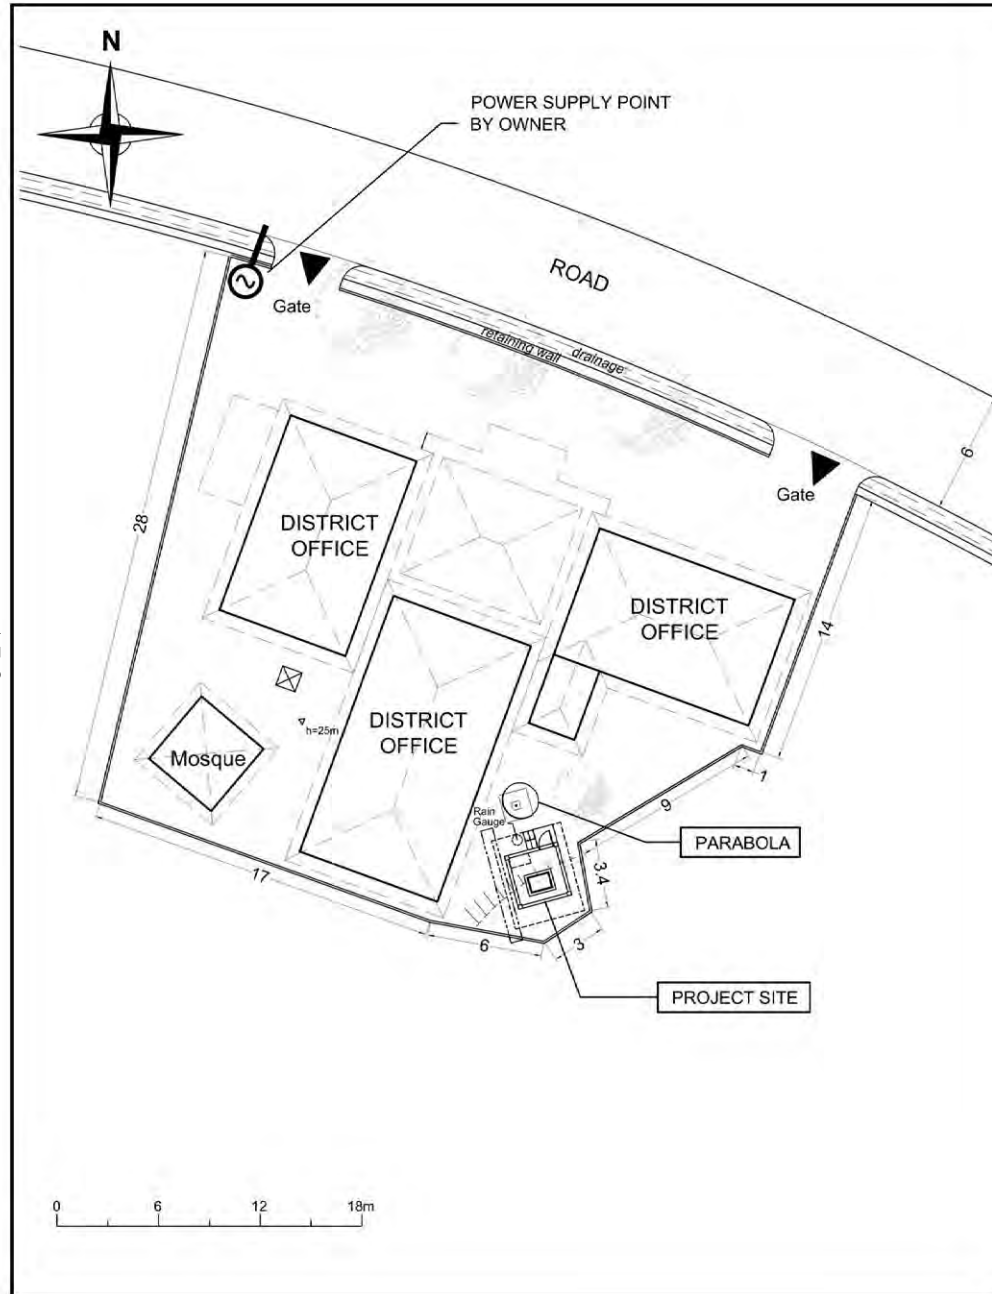 N
POWER SUPPLY POINT
BY OWNER
ROAD
Gate
retaining wall
drainage
6
Gate
28
DISTRICT
OFFICE
DISTRICT
OFFICE
14
DISTRICT
OFFICE
h=25m
Mosque
1
9
Rain
Gauge
PARABOLA
3.4
17
6
3
PROJECT SITE
0 6 12 18m